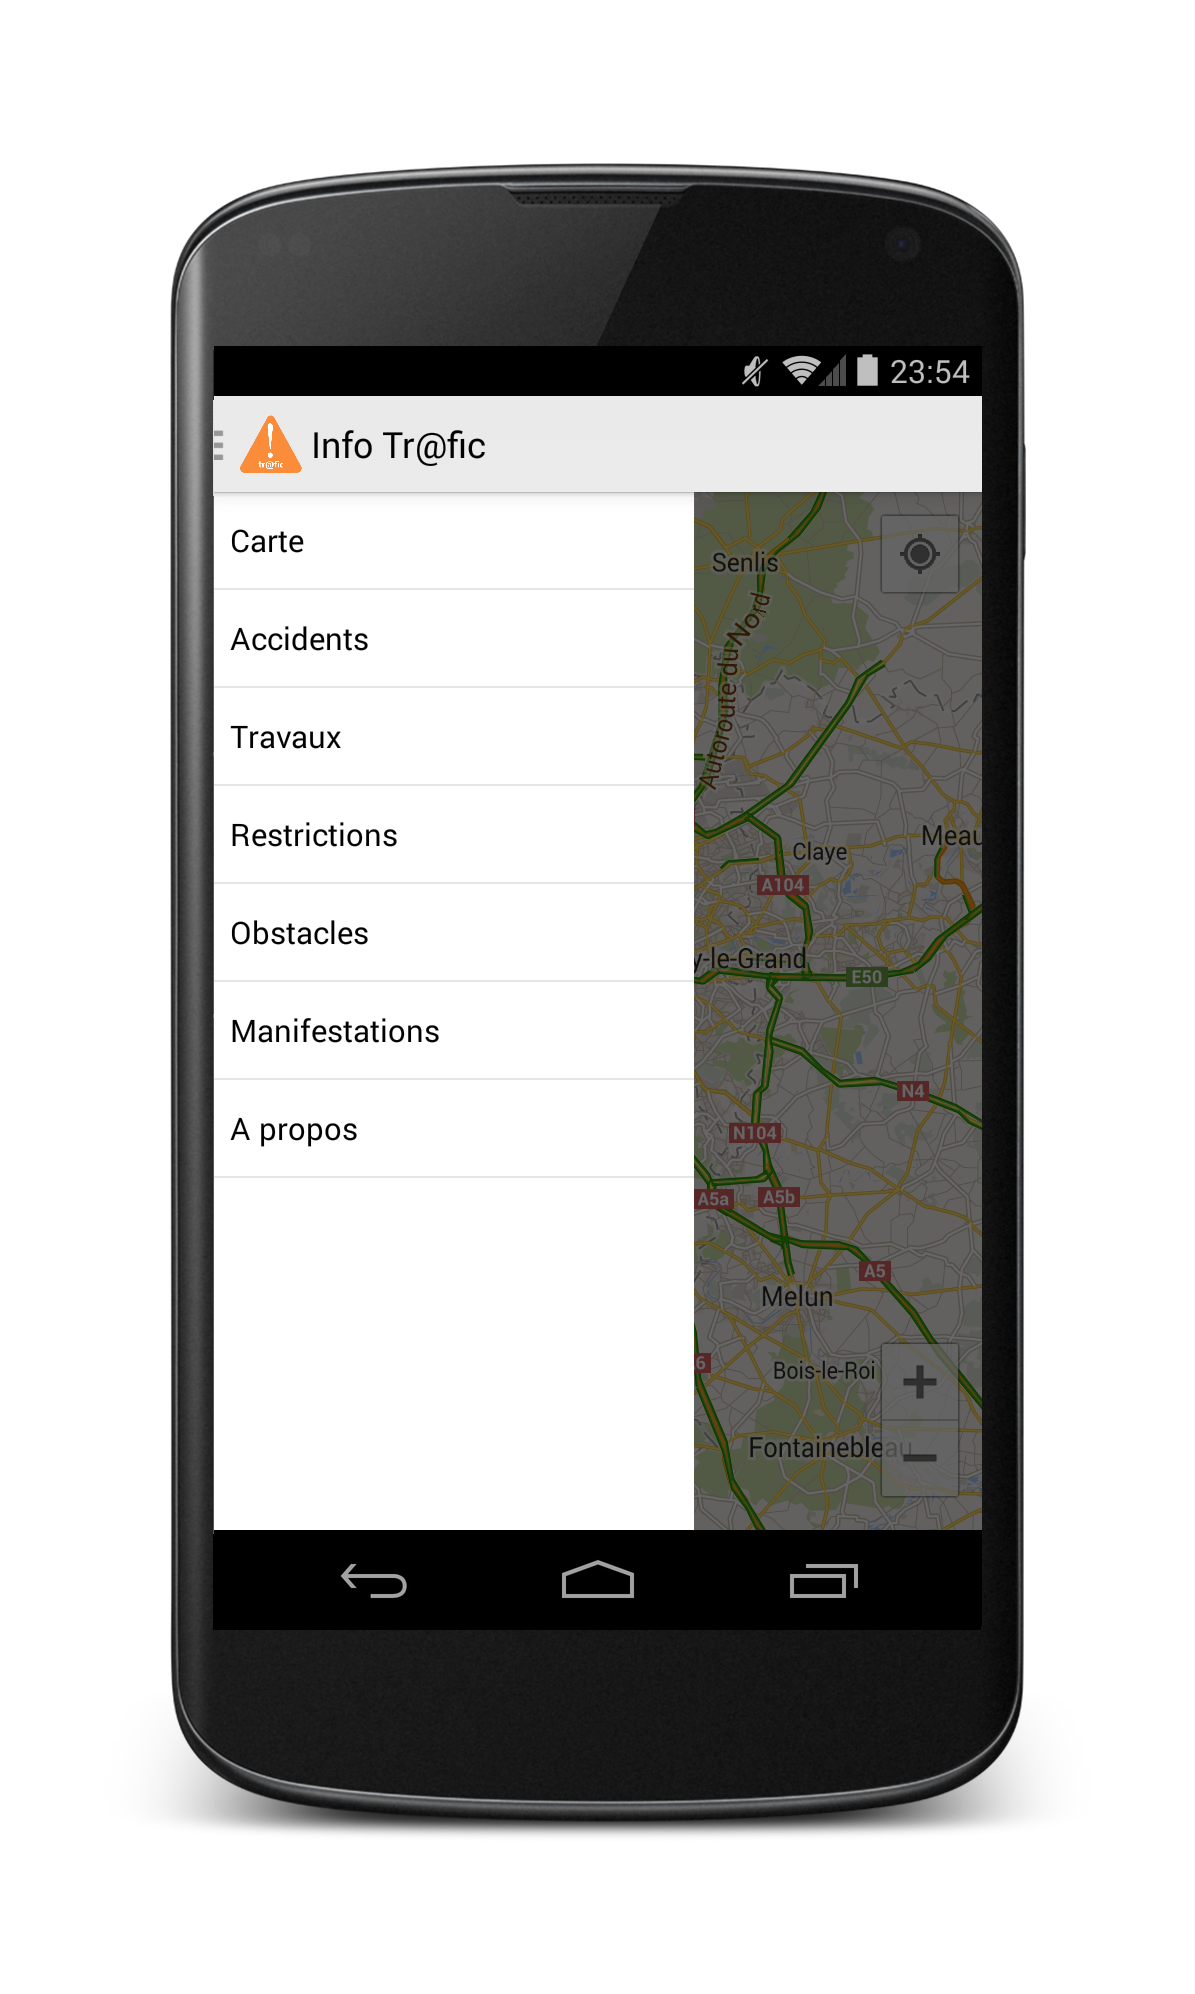 23:54
tr@fic
Info Tr@fic
Carte
Accidents
Travaux
Restrictions
Obstacles
Manifestations
A propos
Senlis
Autoroute du Nord
Claye
Meau
A104
y-le-Grand
E50
N4
N104
A5a
A5b
A5
Melun
6
Bois-le-Roi
Fontainebleau